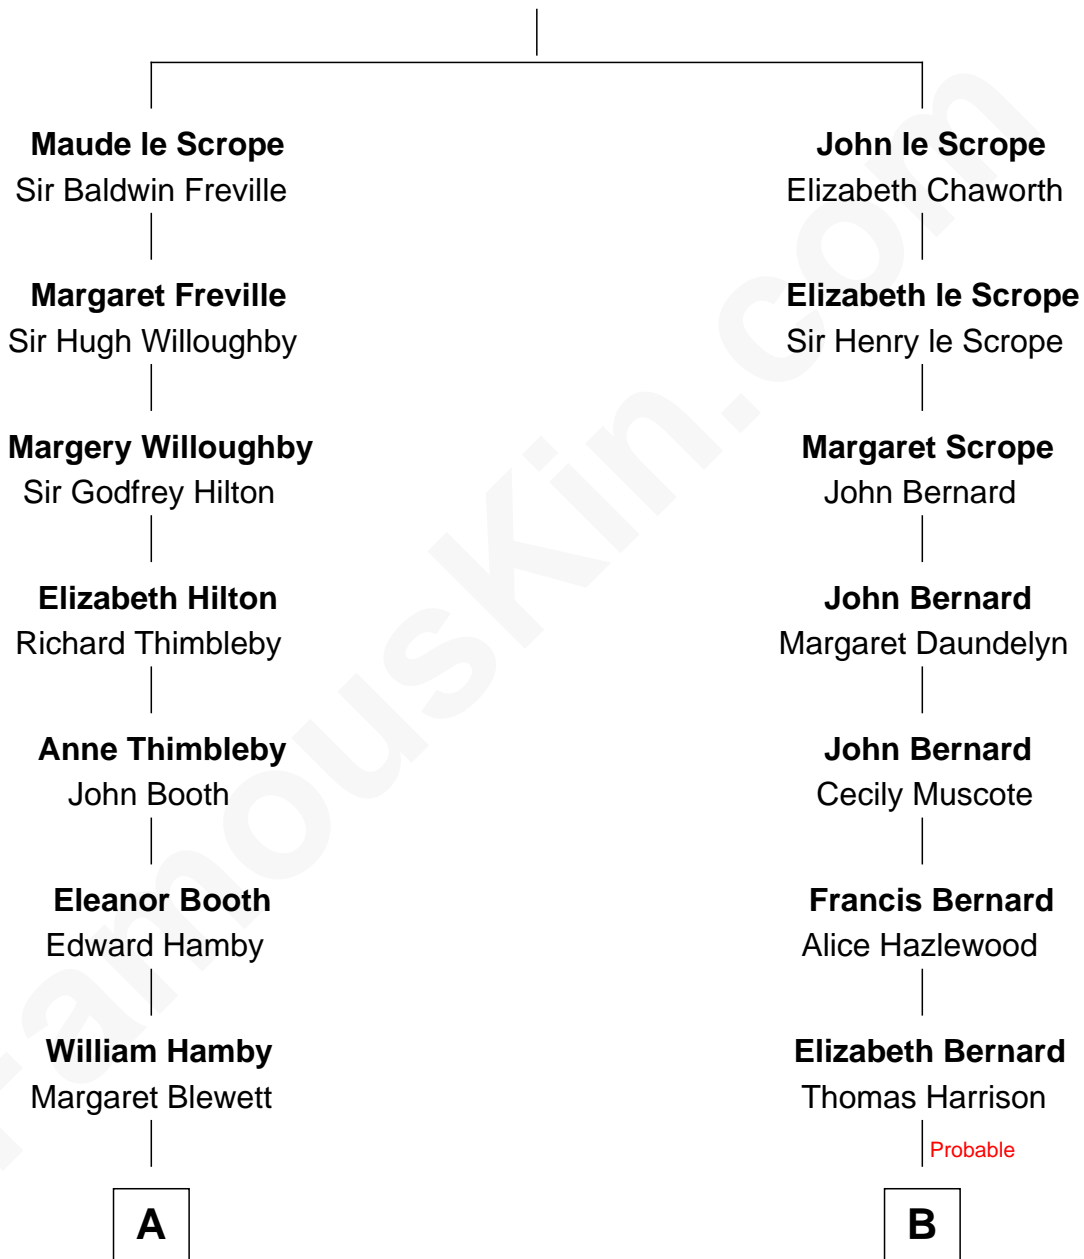 Maude le Scrope
Sir Baldwin Freville
Margaret Freville
Sir Hugh Willoughby
Margery Willoughby
Sir Godfrey Hilton
Elizabeth Hilton
Richard Thimbleby
Anne Thimbleby
John Booth
Eleanor Booth
Edward Hamby
William Hamby
Margaret Blewett
A
John le Scrope
Elizabeth Chaworth
Elizabeth le Scrope
Sir Henry le Scrope
Margaret Scrope
John Bernard
John Bernard
Margaret Daundelyn
John Bernard
Cecily Muscote
Francis Bernard
Alice Hazlewood
Elizabeth Bernard
Thomas Harrison
Probable
B
FamousKin.com